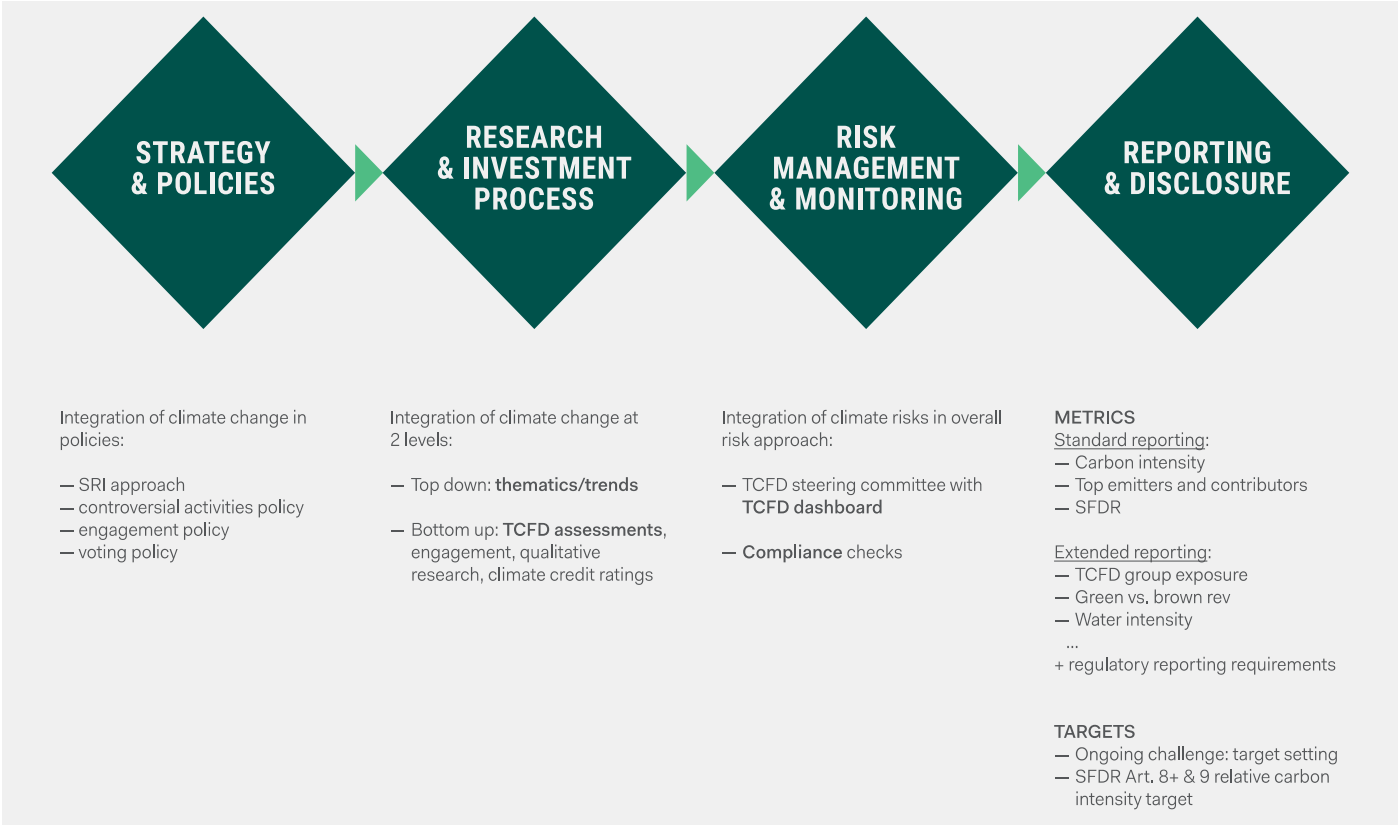 STRATEGY
& POLICIES
RESEARCH
& INVESTMENT
PROCESS
RISK
MANAGEMENT
& MONITORING
REPORTING
& DISCLOSURE
Integration of climate change in
policies:
— SRI approach
— controversial activities policy
— engagement policy
— voting policy
Integration of climate change at
2 levels:
— Top down: thematics/trends
— Bottom up: TCFD assessments,
engagement, qualitative
research, climate credit ratings
Integration of climate risks in overall
risk approach:
— TCFD steering committee with
TCFD dashboard
— Compliance checks
METRICS
Standard reporting:
— Carbon intensity
— Top emitters and contributors
— SFDR
Extended reporting:
— TCFD group exposure
— Green vs. brown rev
— Water intensity
...
+ regulatory reporting requirements
TARGETS
— Ongoing challenge: target setting
— SFDR Art. 8+ & 9 relative carbon
intensity target